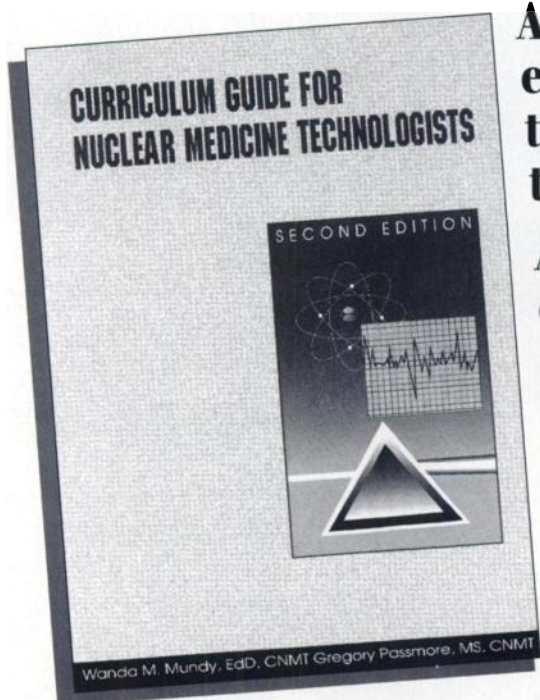 CURRICULUM GUIDE FOR
NUCLEAR MEDICINE TECHNOLOGISTS
SECOND EDITION
Wanda M. Mundy, EdD, CNMT Gregory Passmore, MS, CNMT
A
e
t
t